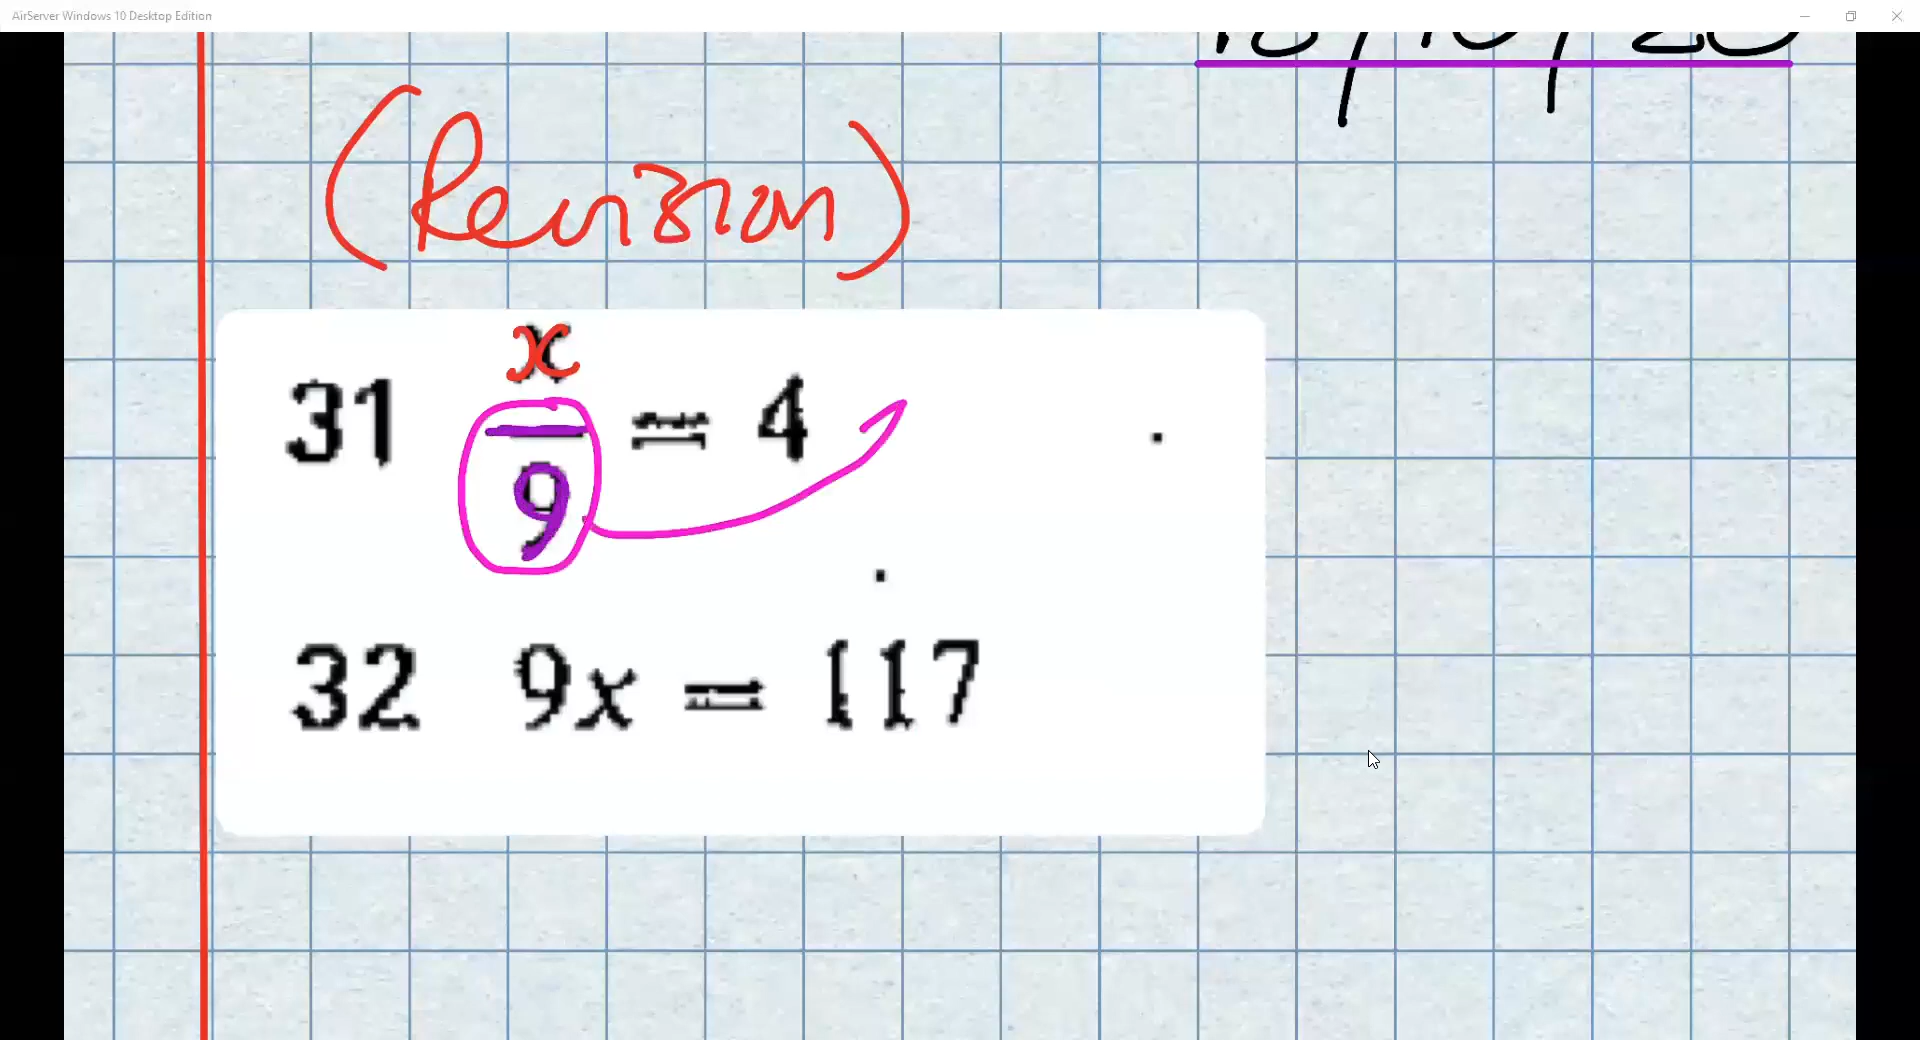 AirServer Windows 10 Desktop Edition
(Revision)
31 x/9 = 4
32 9x = 117